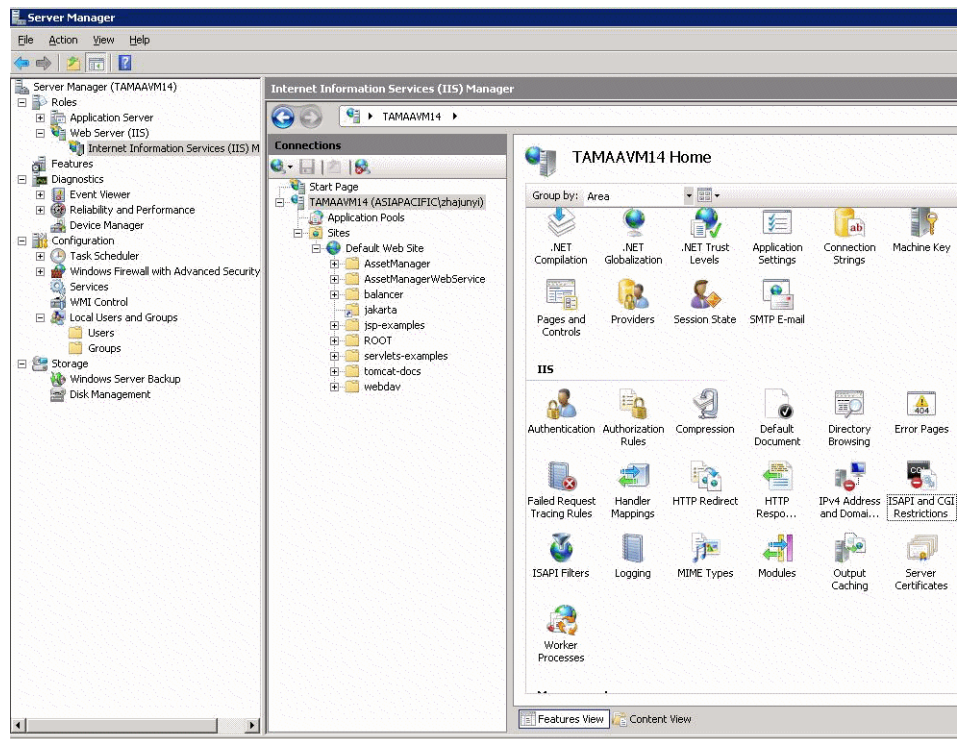 Server Manager
File Action View Help
Server Manager (TAMAAVM14)
Roles
Application Server
Web Server (IIS)
Internet Information Services (IIS) M
Features
Diagnostics
Event Viewer
Reliability and Performance
Device Manager
Configuration
Task Scheduler
Windows Firewall with Advanced Security
Services
WMI Control
Local Users and Groups
Users
Groups
Storage
Windows Server Backup
Disk Management
Internet Information Services (IIS) Manager
TAMAAVM14
Connections
Start Page
TAMAAVM14 (ASIAPACIFIC\zhajunyi)
Application Pools
Sites
Default Web Site
AssetManager
AssetManagerWebService
balancer
jakarta
jsp-examples
ROOT
servlets-examples
tomcat-docs
webdav
TAMAAVM14 Home
Group by: Area
.NET Compilation
.NET Globalization
.NET Trust Levels
Application Settings
Connection Strings
Machine Key
Pages and Controls
Providers
Session State
SMTP E-mail
IIS
Authentication
Authorization Rules
Compression
Default Document
Directory Browsing
Error Pages
Failed Request Tracing Rules
Handler Mappings
HTTP Redirect
HTTP Respo...
IPv4 Address and Domai...
ISAPI and CGI Restrictions
ISAPI Filters
Logging
MIME Types
Modules
Output Caching
Server Certificates
Worker Processes
Features View
Content View